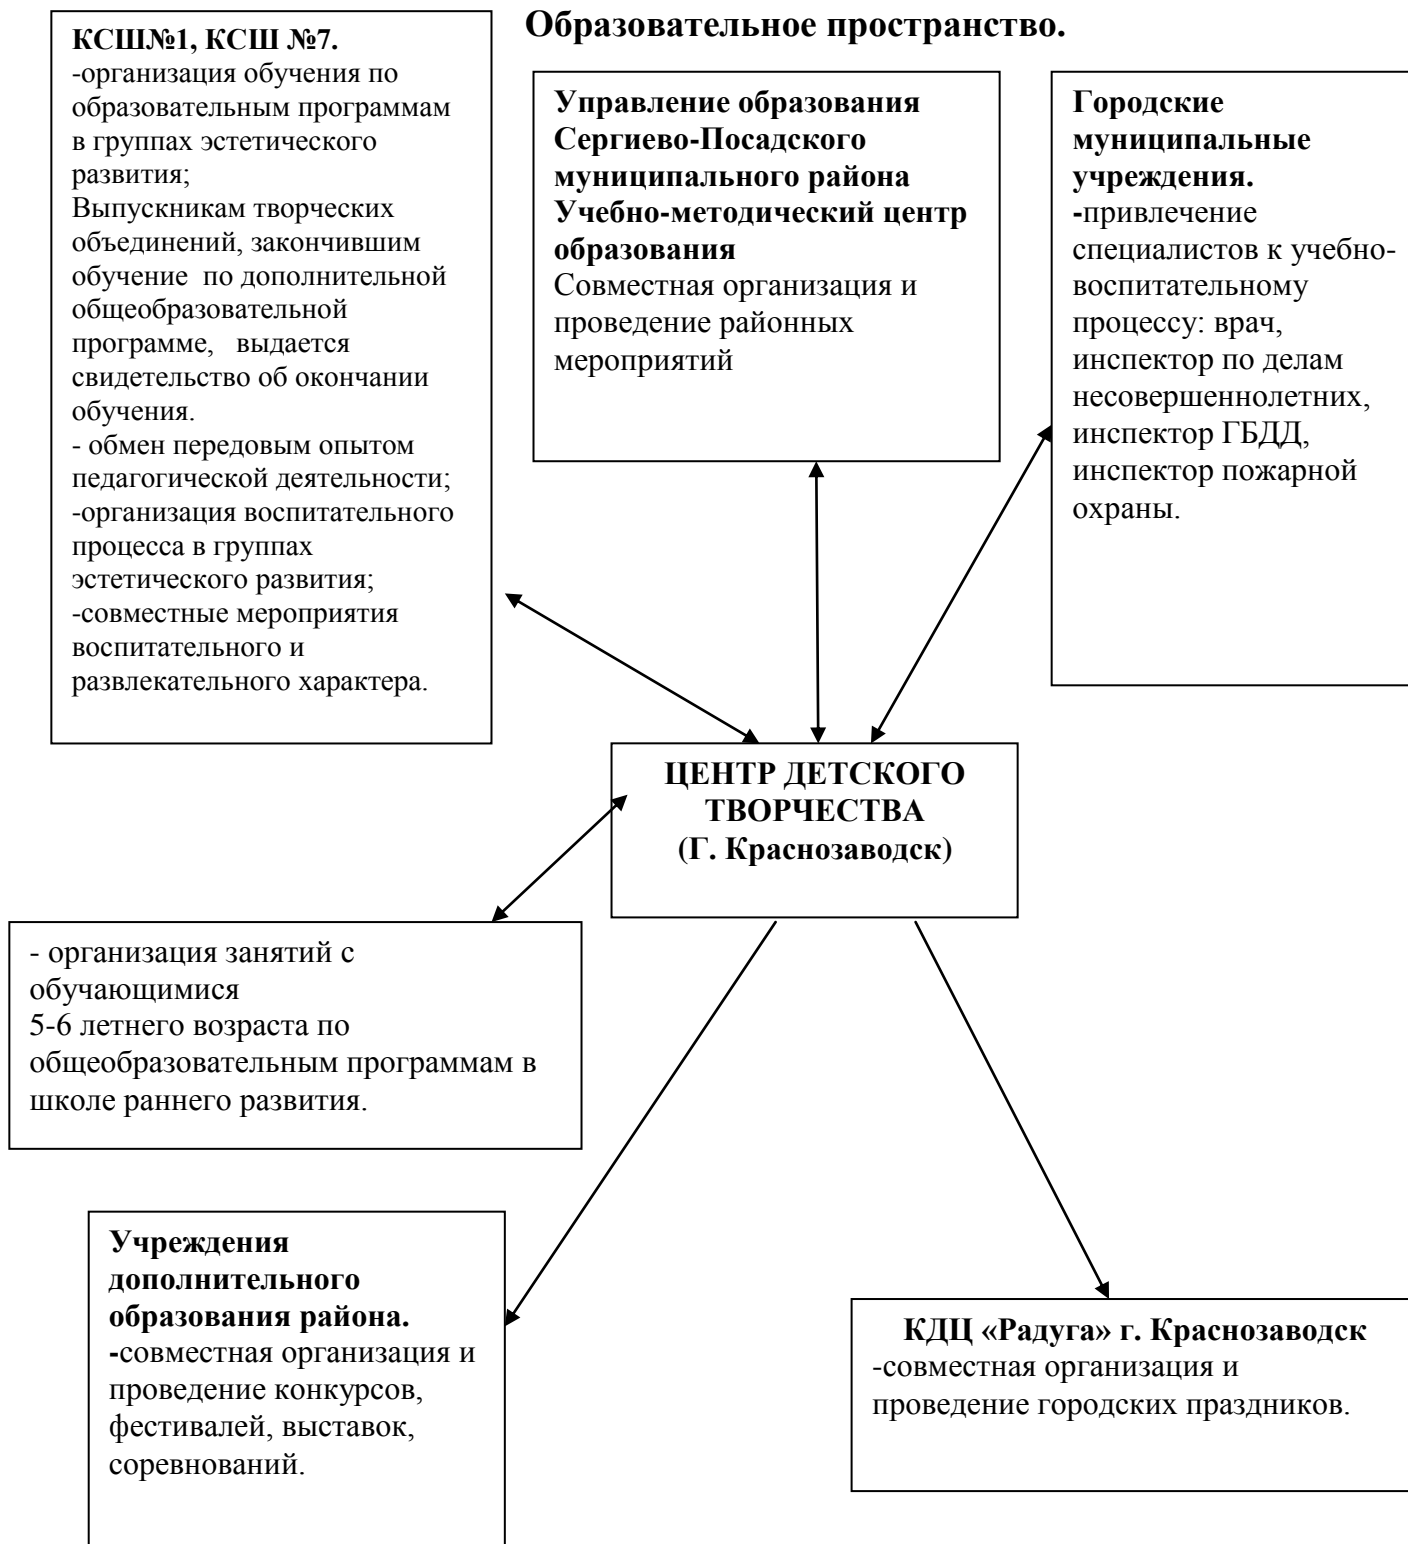 Образовательное пространство.
КСШ№1, КСШ №7.
-организация обучения по
образовательным программам
в группах эстетического
развития;
Выпускникам творческих
объединений, закончившим
обучение по дополнительной
общеобразовательной
программе, выдается
свидетельство об окончании
обучения.
- обмен передовым опытом
педагогической деятельности;
-организация воспитательного
процесса в группах
эстетического развития;
-совместные мероприятия
воспитательного и
развлекательного характера.
Управление образования
Сергиево-Посадского
муниципального района
Учебно-методический центр
образования
Совместная организация и
проведение районных
мероприятий
Городские
муниципальные
учреждения.
-привлечение
специалистов к учебно-
воспитательному
процессу: врач,
инспектор по делам
несовершеннолетних,
инспектор ГБДД,
инспектор пожарной
охраны.
ЦЕНТР ДЕТСКОГО
ТВОРЧЕСТВА
(Г. Краснозаводск)
- организация занятий с
обучающимися
5-6 летнего возраста по
общеобразовательным программам в
школе раннего развития.
Учреждения
дополнительного
образования района.
-совместная организация и
проведение конкурсов,
фестивалей, выставок,
соревнований.
КДЦ «Радуга» г. Краснозаводск
-совместная организация и
проведение городских праздников.